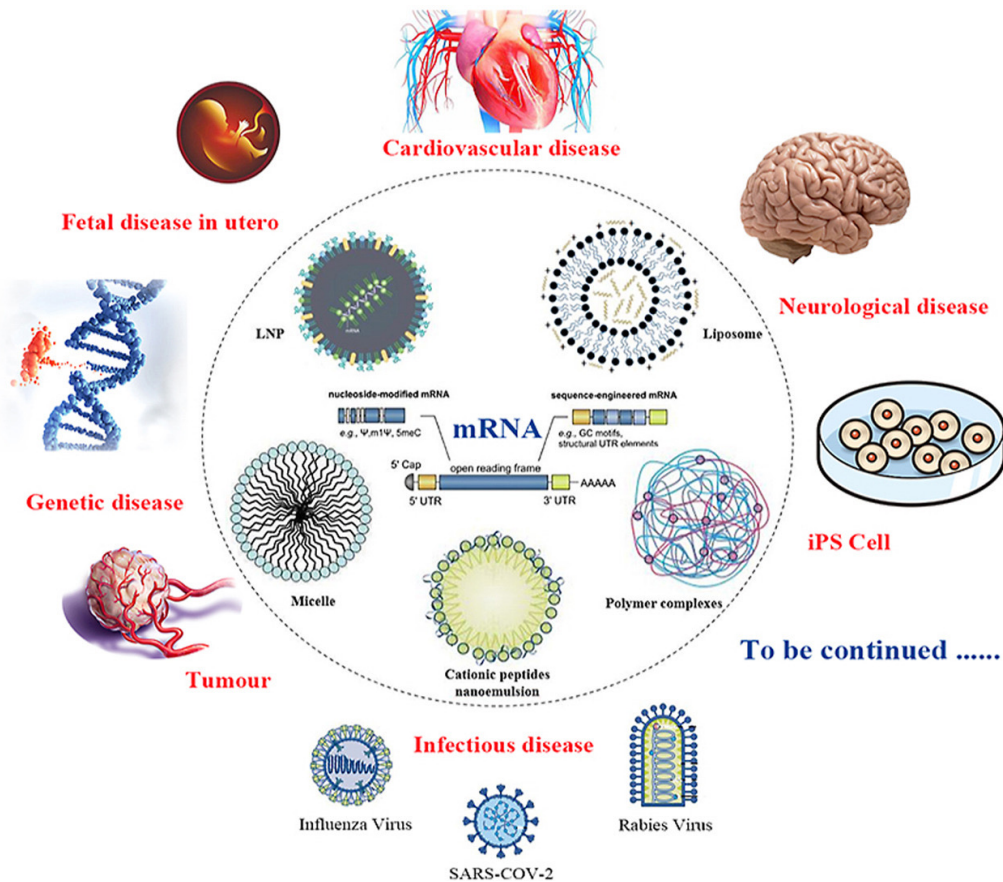 Cardiovascular disease
Fetal disease in utero
Neurological disease
LNP
mRNA
Liposome
nucleoside-modified mRNA
e.g., Ψ,m1Ψ, 5meC
mRNA
sequence-engineered mRNA
e.g., GC motifs,
structural UTR elements
5' Cap
open reading frame
AAAAA
5' UTR
3' UTR
Genetic disease
iPS Cell
Micelle
Polymer complexes
Cationic peptides
nanoemulsion
Tumour
To be continued ......
Infectious disease
Influenza Virus
Rabies Virus
SARS-COV-2